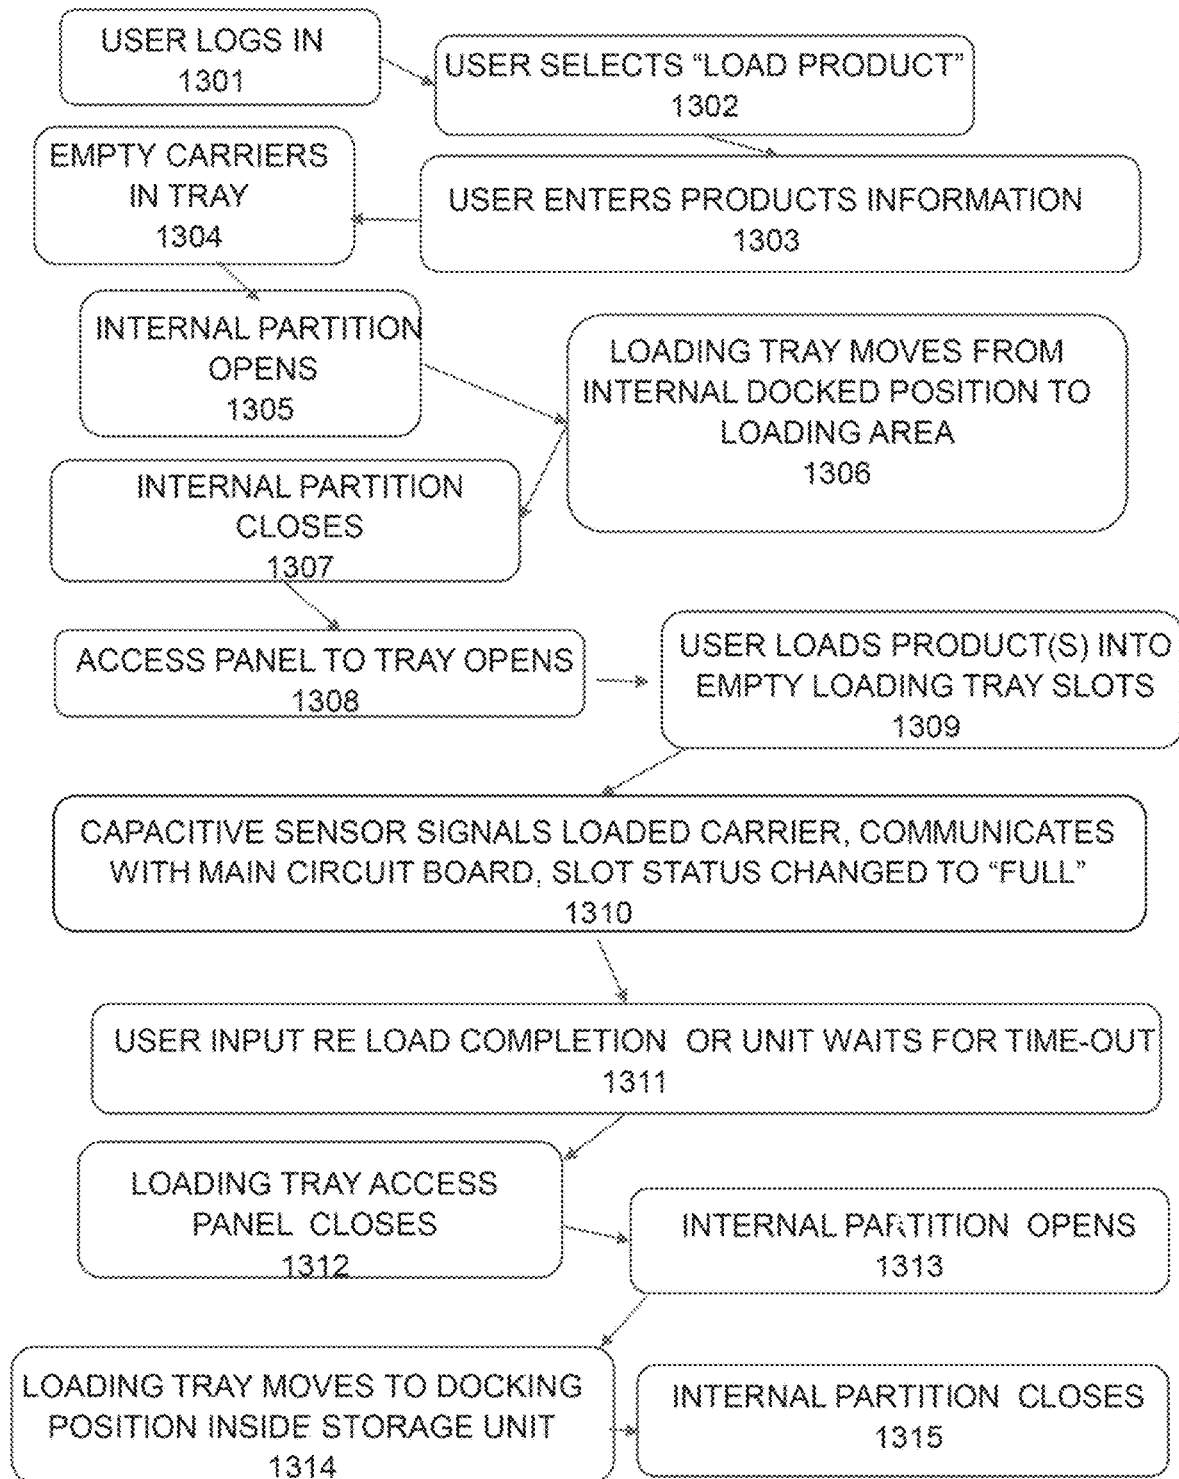 USER LOGS IN
1301
USER SELECTS “LOAD PRODUCT”
1302
USER ENTERS PRODUCTS INFORMATION
1303
EMPTY CARRIERS
IN TRAY
1304
INTERNAL PARTITION
OPENS
1305
LOADING TRAY MOVES FROM
INTERNAL DOCKED POSITION TO
LOADING AREA
1306
INTERNAL PARTITION
CLOSES
1307
ACCESS PANEL TO TRAY OPENS
1308
USER LOADS PRODUCT(S) INTO
EMPTY LOADING TRAY SLOTS
1309
CAPACITIVE SENSOR SIGNALS LOADED CARRIER, COMMUNICATES
WITH MAIN CIRCUIT BOARD, SLOT STATUS CHANGED TO “FULL”
1310
USER INPUT RE LOAD COMPLETION OR UNIT WAITS FOR TIME-OUT
1311
LOADING TRAY ACCESS
PANEL CLOSES
1312
INTERNAL PARTITION OPENS
1313
LOADING TRAY MOVES TO DOCKING
POSITION INSIDE STORAGE UNIT
1314
INTERNAL PARTITION CLOSES
1315